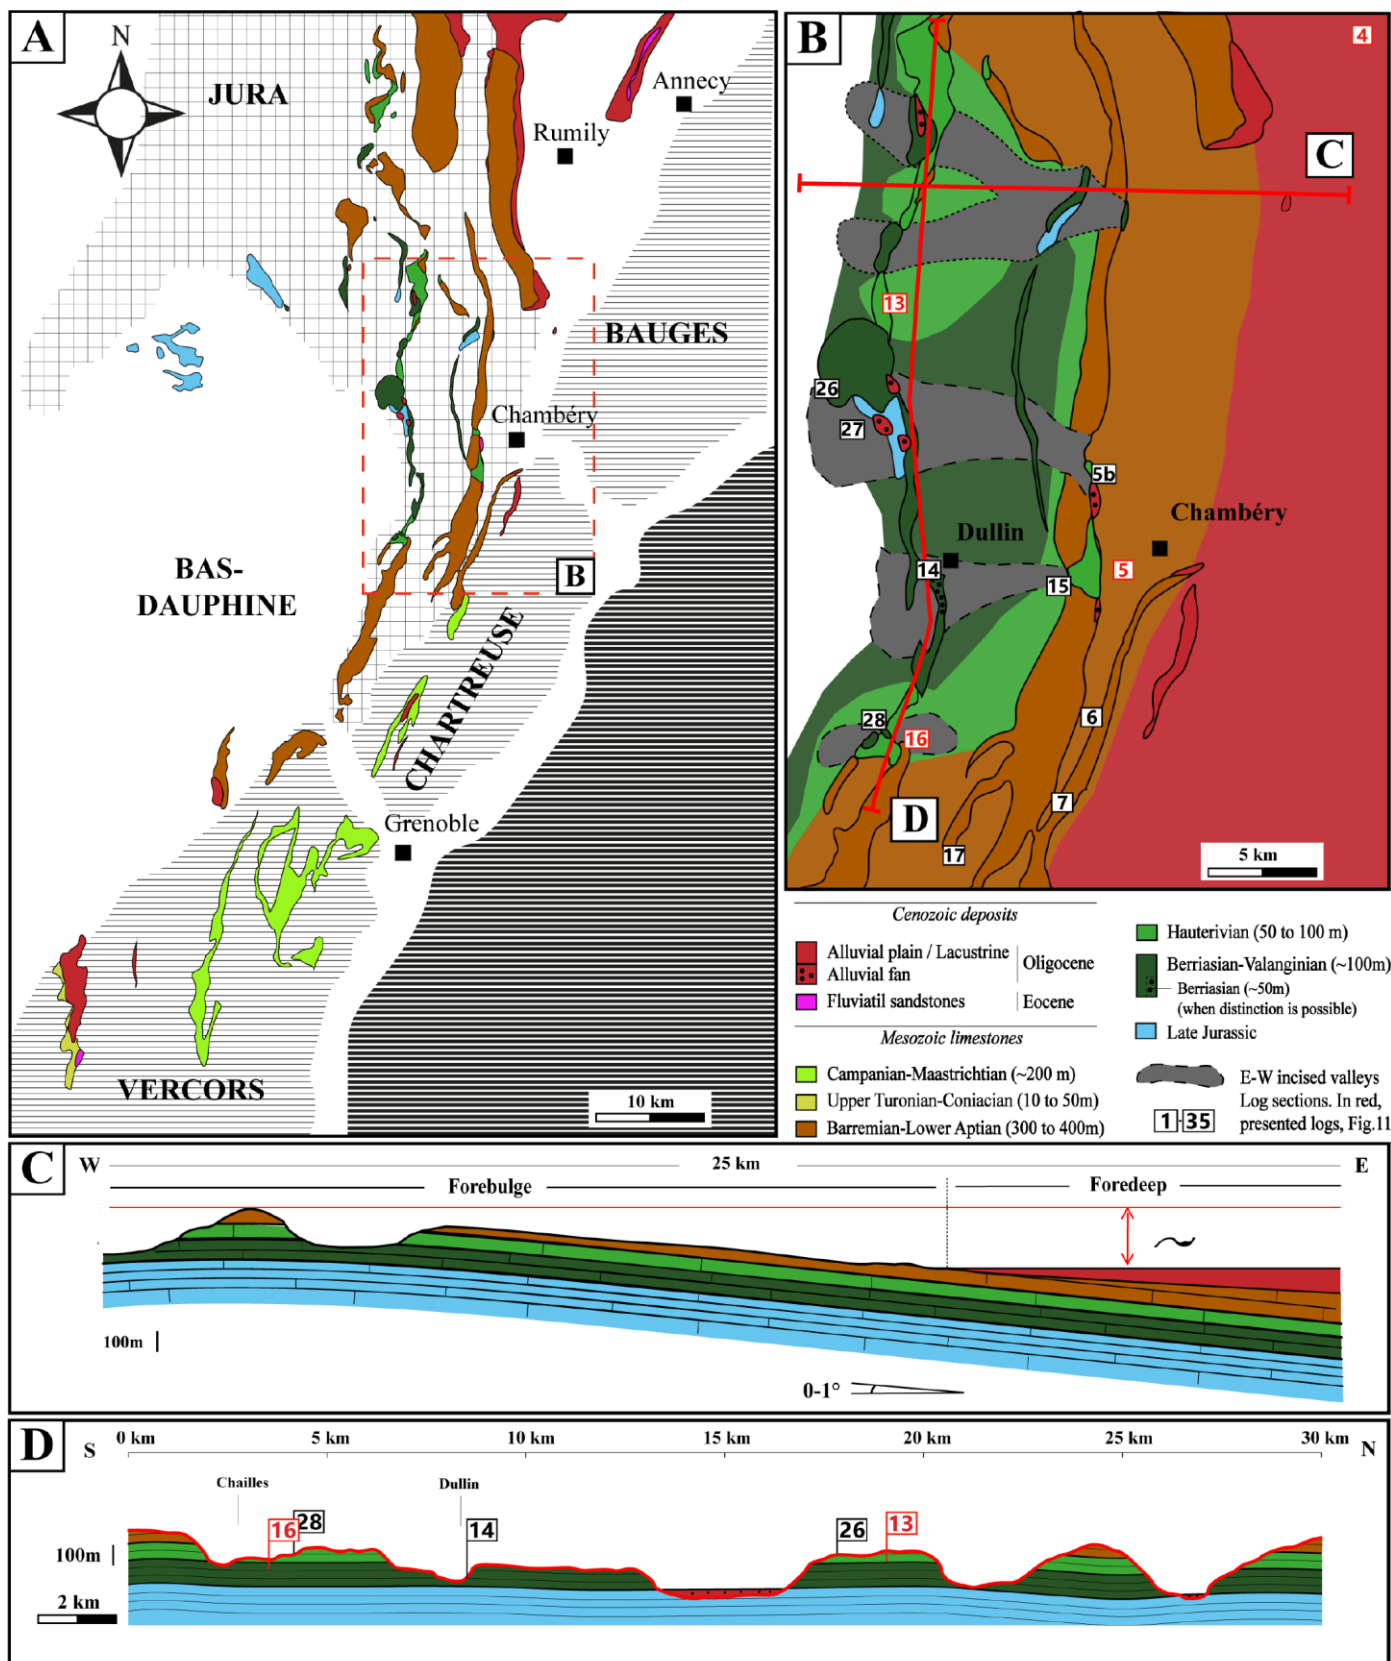 A
N
JURA
Annecy
Rumily
BAUGES
Chambéry
BAS-
DAUPHINE
B
CHARTREUSE
Grenoble
VERCORS
10 km
B
4
C
13
26
27
5b
Chambéry
Dullin
14
15
5
28
16
6
7
D
17
5 km
Cenozoic deposits
Alluvial plain / Lacustrine
Alluvial fan
Oligocene
Fluviatil sandstones
Eocene
Mesozoic limestones
Campanian-Maastrichtian (~200 m)
Upper Turonian-Coniacian (10 to 50m)
Barremian-Lower Aptian (300 to 400m)
Hauterivian (50 to 100 m)
Berriasian-Valanginian (~100m)
Berriasian (~50m)
(when distinction is possible)
Late Jurassic
E-W incised valleys
Log sections. In red,
1-35 presented logs, Fig.11
C
W
25 km
E
Forebulge
Foredeep
100m
0-1°
D
S
0 km
5 km
10 km
15 km
20 km
25 km
30 km
N
Chailles
Dullin
16
28
14
26
13
100m
2 km